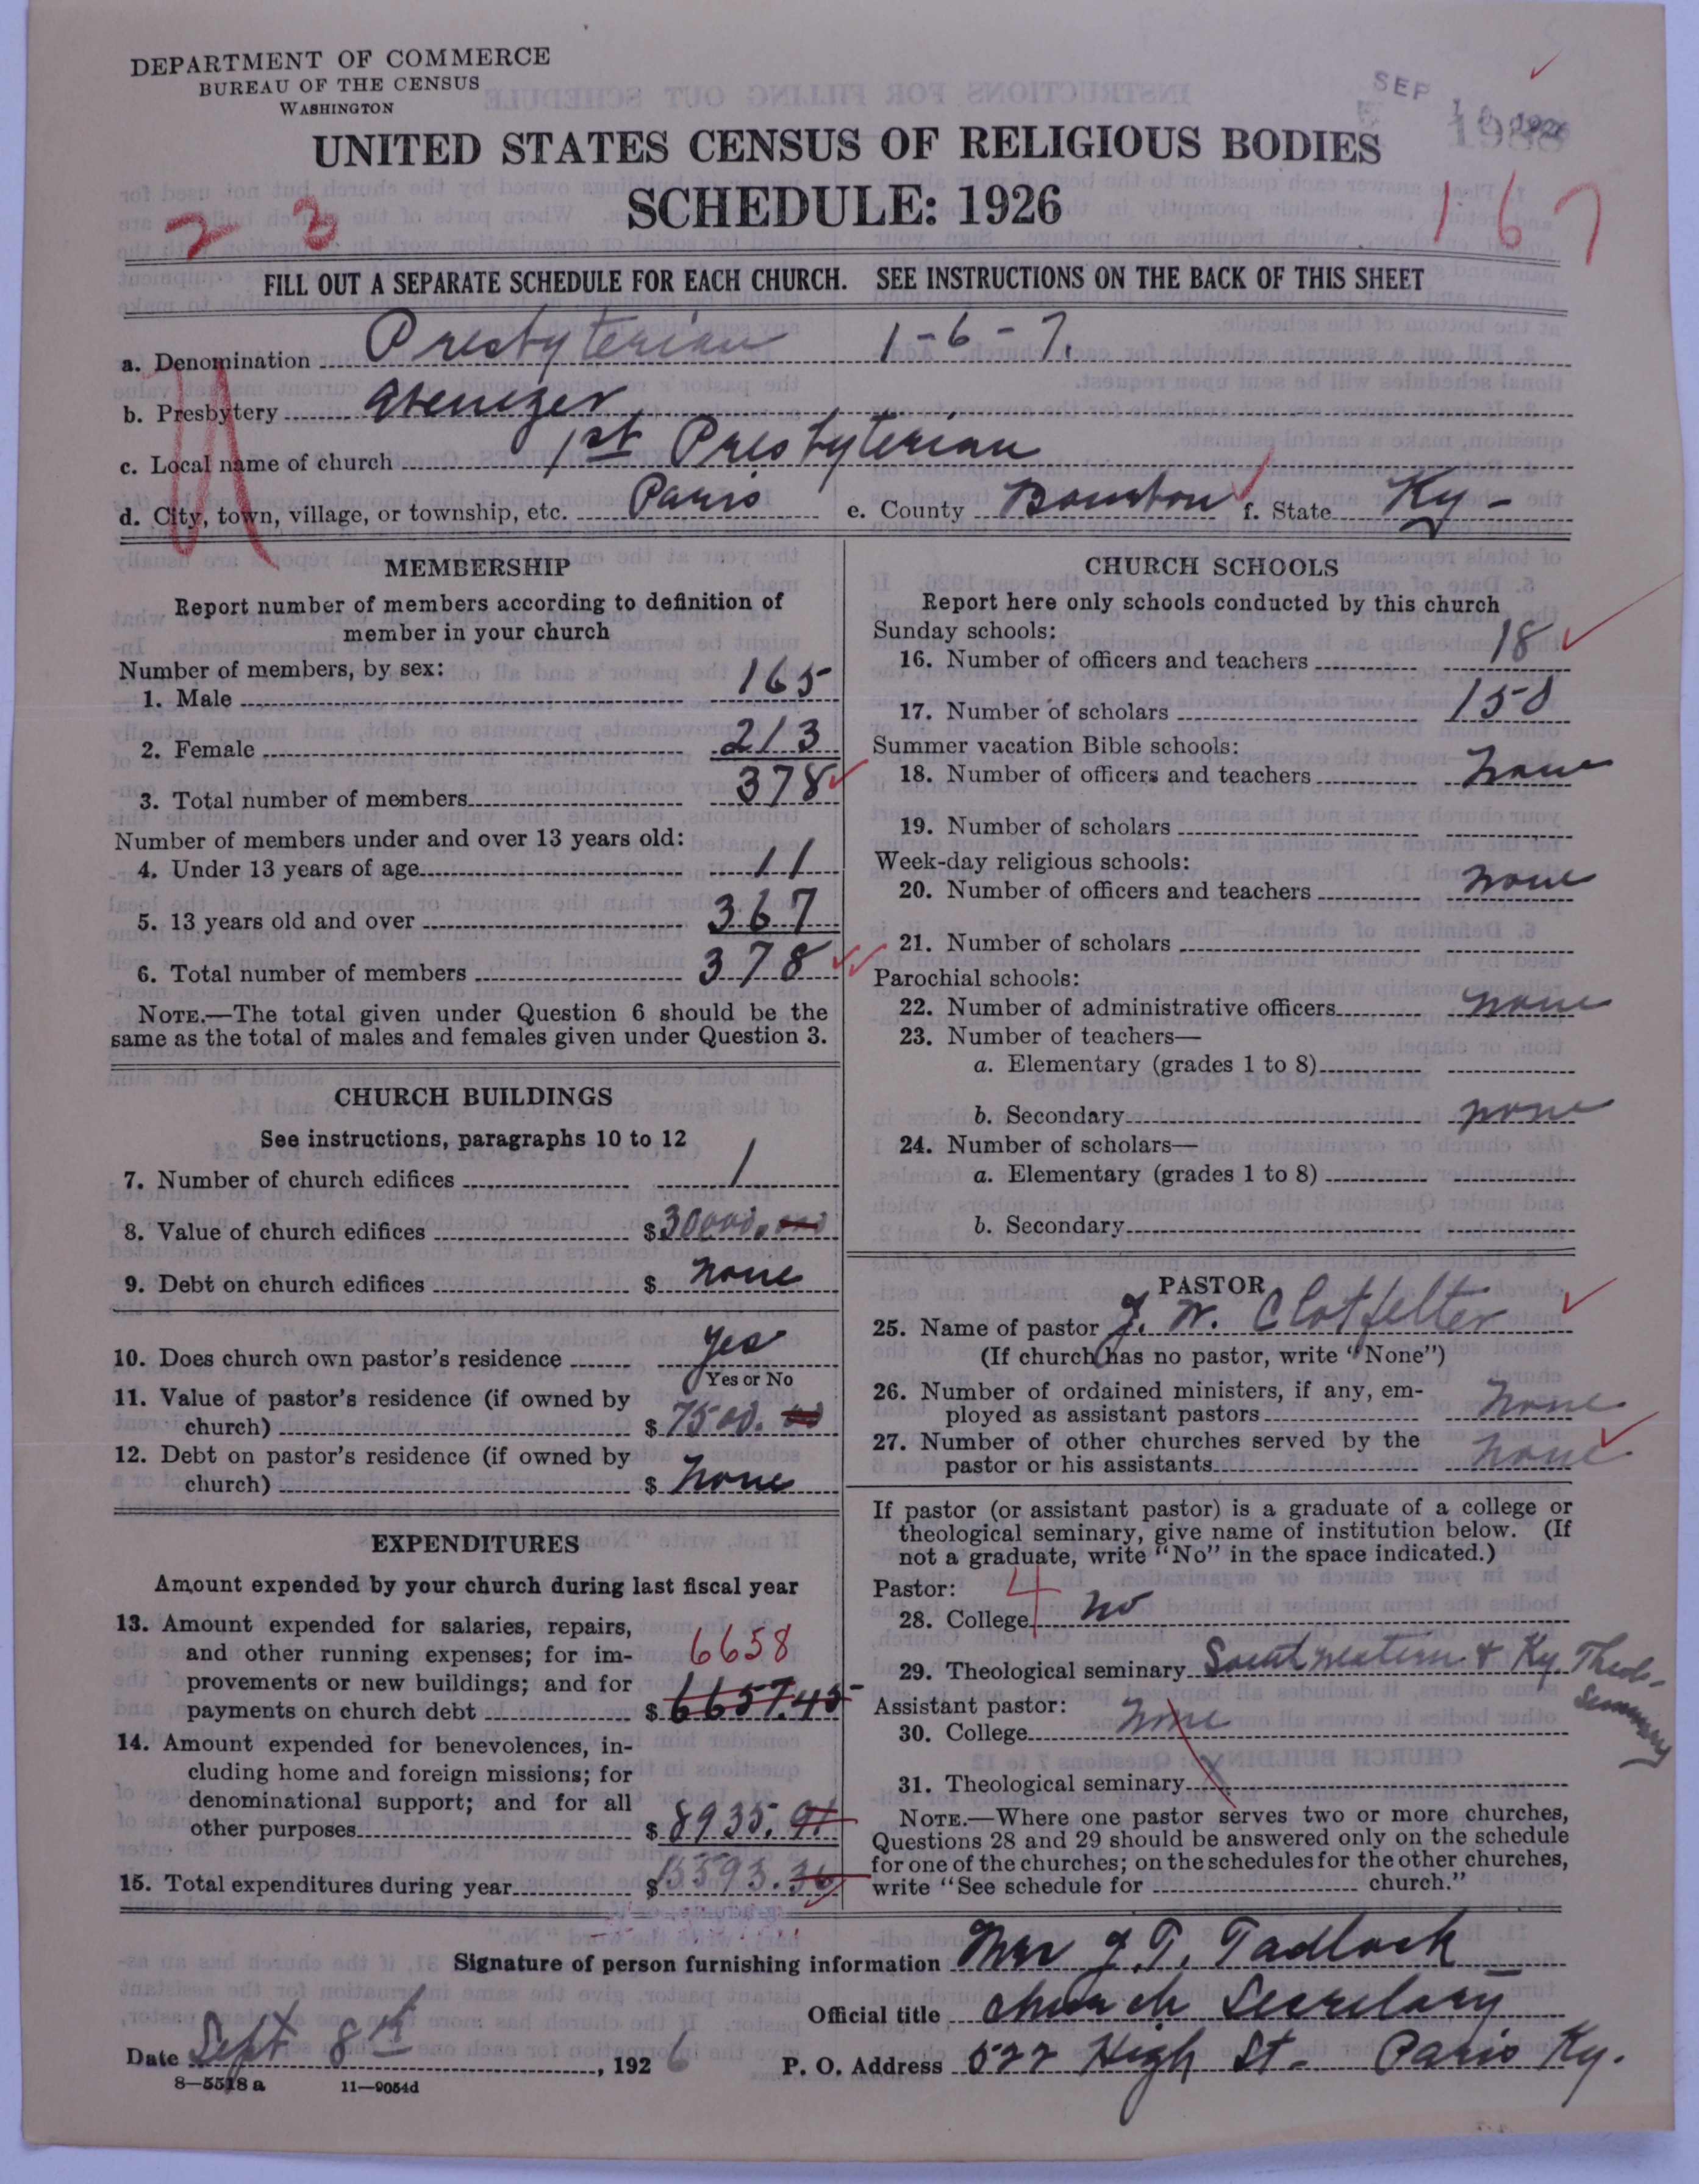 DEPARTMENT OF COMMERCE
BUREAU OF THE CENSUS
WASHINGTON
SEP 1926
UNITED STATES CENSUS OF RELIGIOUS BODIES
SCHEDULE: 1926
2 3
167
FILL OUT A SEPARATE SCHEDULE FOR EACH CHURCH. SEE INSTRUCTIONS ON THE BACK OF THIS SHEET
a. Denomination Presbyterian 1-6-7.
b. Presbytery Ebenezer
c. Local name of church 1st Presbyterian
d. City, town, village, or township, etc. Paris e. County Bourbon f. State Ky-
MEMBERSHIP
Report number of members according to definition of
member in your church
Number of members, by sex:
1. Male 165
2. Female 213
3. Total number of members 378
Number of members under and over 13 years old:
4. Under 13 years of age 11
5. 13 years old and over 367
6. Total number of members 378
NOTE.—The total given under Question 6 should be the
same as the total of males and females given under Question 3.
CHURCH BUILDINGS
See instructions, paragraphs 10 to 12
7. Number of church edifices 1
8. Value of church edifices $30000.
9. Debt on church edifices $ none
10. Does church own pastor's residence yes
Yes or No
11. Value of pastor's residence (if owned by
church) $7500.
12. Debt on pastor's residence (if owned by
church) $ none
EXPENDITURES
Amount expended by your church during last fiscal year
13. Amount expended for salaries, repairs,
and other running expenses; for im-
6658
provements or new buildings; and for
payments on church debt $6657.45
14. Amount expended for benevolences, in-
cluding home and foreign missions; for
denominational support; and for all
other purposes $8935.91
15. Total expenditures during year $15593.36
CHURCH SCHOOLS
Report here only schools conducted by this church
Sunday schools:
16. Number of officers and teachers 18
17. Number of scholars 150
Summer vacation Bible schools:
18. Number of officers and teachers none
19. Number of scholars
Week-day religious schools:
20. Number of officers and teachers none
21. Number of scholars
Parochial schools:
22. Number of administrative officers none
23. Number of teachers—
a. Elementary (grades 1 to 8)
b. Secondary none
24. Number of scholars—
a. Elementary (grades 1 to 8)
b. Secondary
PASTOR
25. Name of pastor J. W. Clotfelter
(If church has no pastor, write "None")
26. Number of ordained ministers, if any, em-
ployed as assistant pastors none
27. Number of other churches served by the
pastor or his assistants none
If pastor (or assistant pastor) is a graduate of a college or
theological seminary, give name of institution below. (If
not a graduate, write "No" in the space indicated.)
Pastor: 4
28. College no
29. Theological seminary Southwestern & Ky. Theol. Seminary
Assistant pastor:
30. College none
31. Theological seminary
NOTE.—Where one pastor serves two or more churches,
Questions 28 and 29 should be answered only on the schedule
for one of the churches; on the schedules for the other churches,
write "See schedule for church."
Signature of person furnishing information Mrs J. T. Tadlock
Official title Church Secretary
Date Sept 8th, 1926 P. O. Address 522 High St- Paris Ky.
8—5518 a 11—9054d